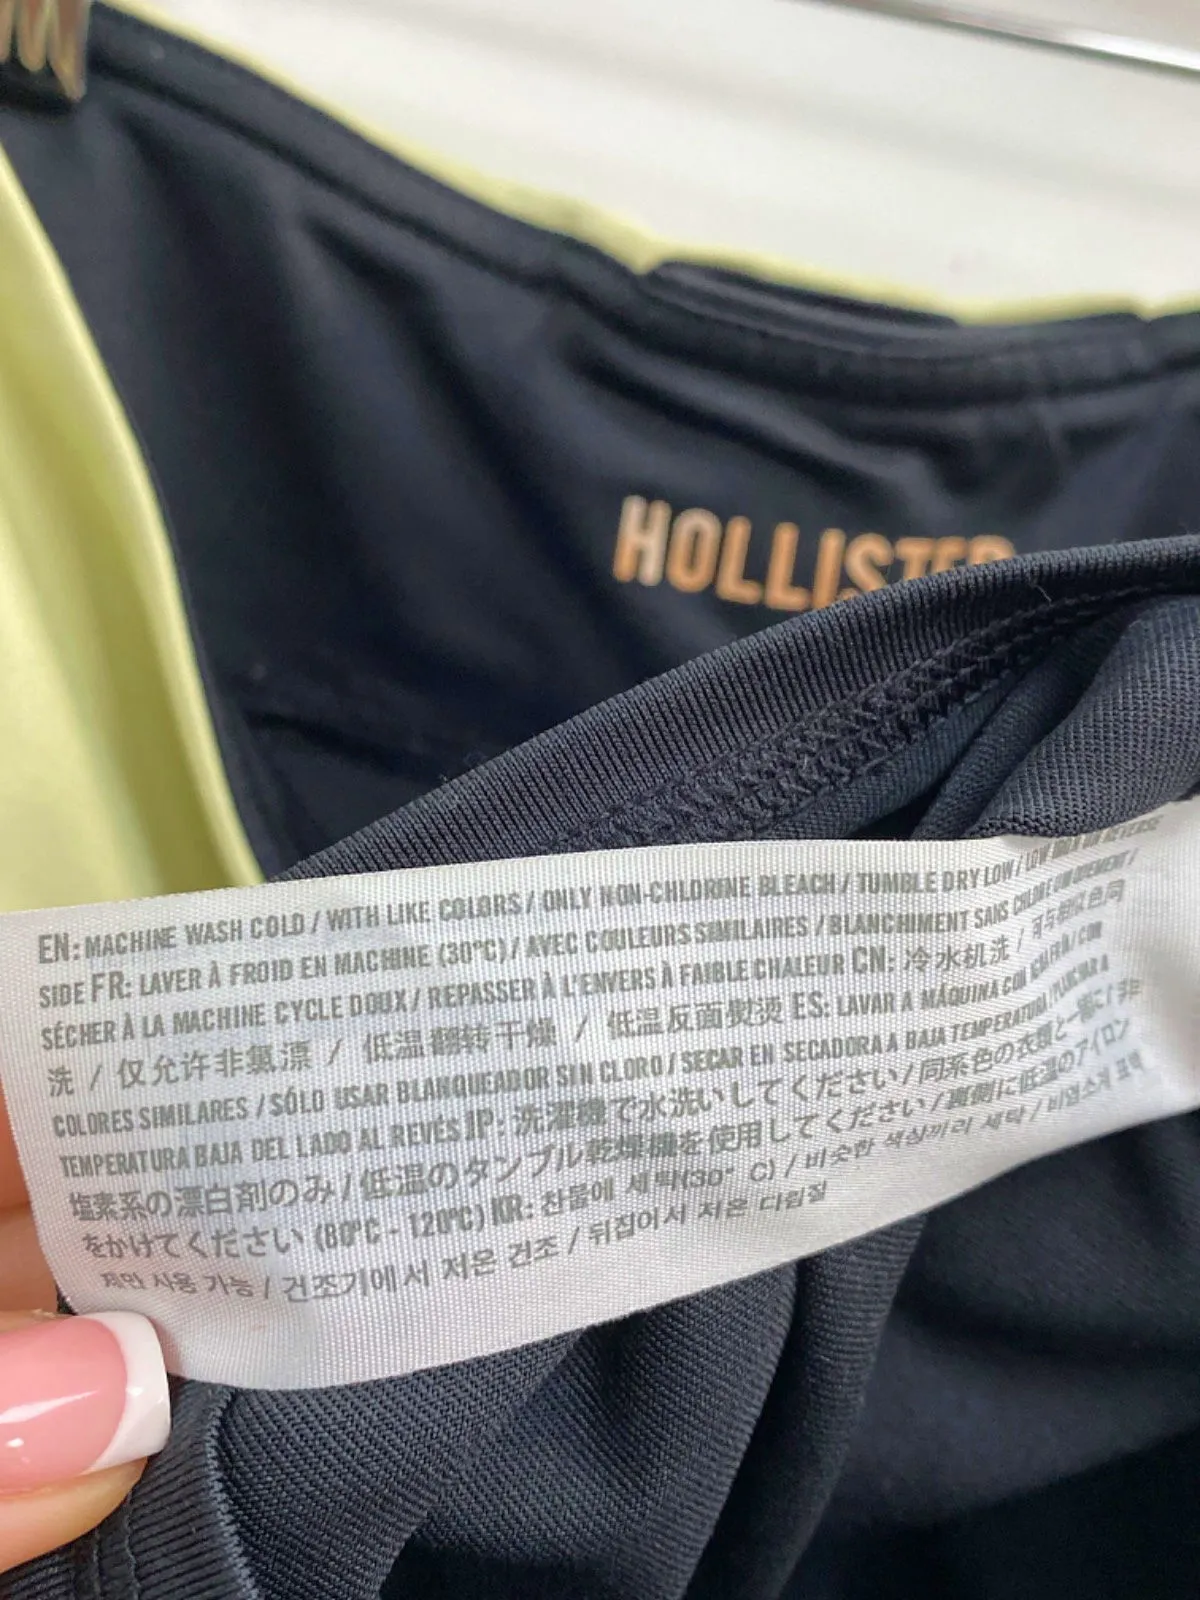 HOLLISTER
EN: MACHINE WASH COLD / WITH LIKE COLORS / ONLY NON-CHLORINE BLEACH / TUMBLE DRY LOW / LOW IRON ON REVERSE
SIDE FR: LAVER À FROID EN MACHINE (30°C) / AVEC COULEURS SIMILAIRES / BLANCHIMENT SANS CHLORE UNIQUEMENT /
SÉCHER À LA MACHINE CYCLE DOUX / REPASSER À L'ENVERS À FAIBLE CHALEUR CN: 冷水机洗 / 可与相似色同
洗 / 仅允许非氯漂 / 低温翻转干燥 / 低温反面熨烫 ES: LAVAR A MÁQUINA CON AGUA FRÍA / CON
COLORES SIMILARES / SÓLO USAR BLANQUEADOR SIN CLORO / SECAR EN SECADORA A BAJA TEMPERATURA / PLANCHAR A
TEMPERATURA BAJA DEL LADO AL REVÉS JP: 洗濯機で水洗いしてください / 同系色の衣類と一緒に / 非
塩素系の漂白剤のみ / 低温のタンブル乾燥機を使用してください / 裏側に低温のアイロン
をかけてください (80°C - 120°C) KR: 찬물에 세탁(30° C) / 비슷한 색상끼리 세탁 / 비염소계 표백
제만 사용 가능 / 건조기에서 저온 건조 / 뒤집어서 저온 다림질